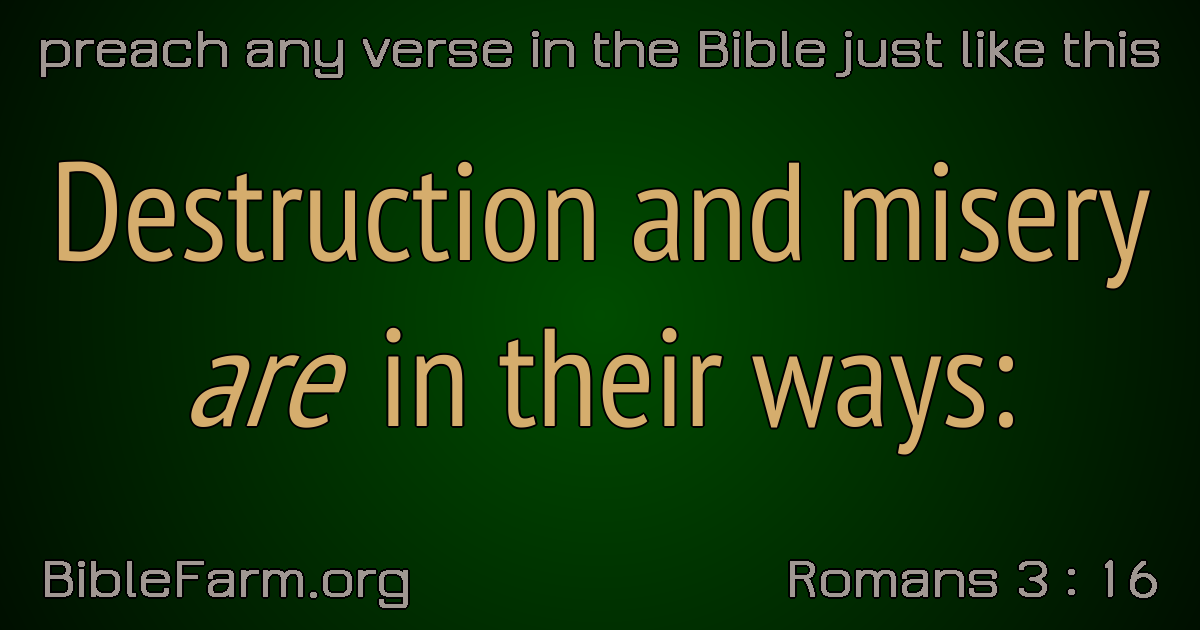 preach any verse in the Bible just like this
Destruction and misery
are in their ways:
BibleFarm.org
Romans 3 : 16